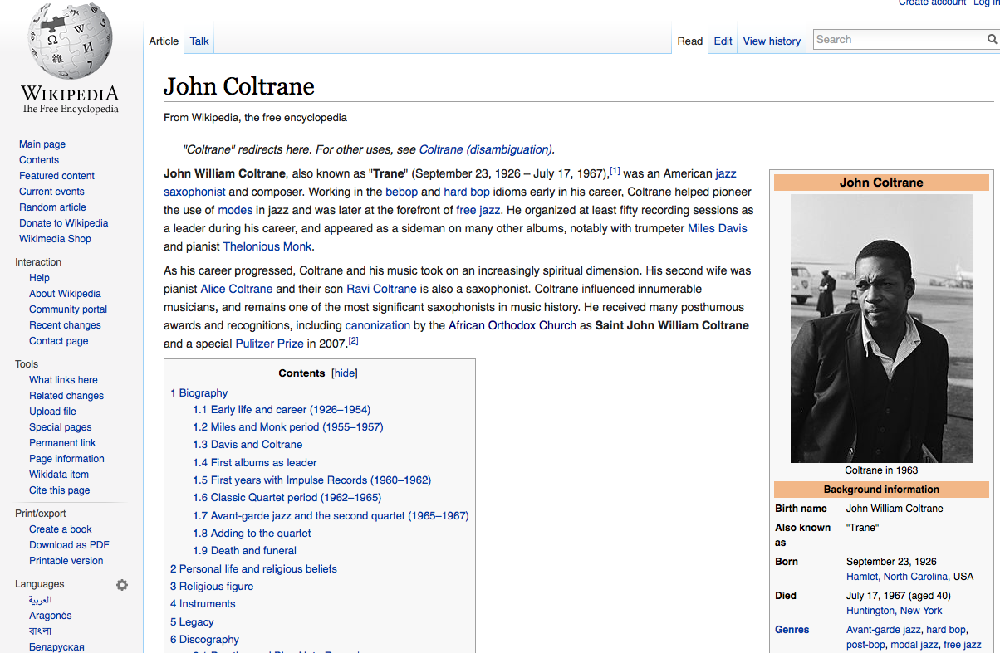 Create account Log in
WIKIPEDIA
The Free Encyclopedia
Article Talk Read Edit View history Search
John Coltrane
From Wikipedia, the free encyclopedia
"Coltrane" redirects here. For other uses, see Coltrane (disambiguation).
John William Coltrane, also known as "Trane" (September 23, 1926 – July 17, 1967),[1] was an American jazz
saxophonist and composer. Working in the bebop and hard bop idioms early in his career, Coltrane helped pioneer
the use of modes in jazz and was later at the forefront of free jazz. He organized at least fifty recording sessions as
a leader during his career, and appeared as a sideman on many other albums, notably with trumpeter Miles Davis
and pianist Thelonious Monk.
As his career progressed, Coltrane and his music took on an increasingly spiritual dimension. His second wife was
pianist Alice Coltrane and their son Ravi Coltrane is also a saxophonist. Coltrane influenced innumerable
musicians, and remains one of the most significant saxophonists in music history. He received many posthumous
awards and recognitions, including canonization by the African Orthodox Church as Saint John William Coltrane
and a special Pulitzer Prize in 2007.[2]
Contents [hide]
1 Biography
1.1 Early life and career (1926–1954)
1.2 Miles and Monk period (1955–1957)
1.3 Davis and Coltrane
1.4 First albums as leader
1.5 First years with Impulse Records (1960–1962)
1.6 Classic Quartet period (1962–1965)
1.7 Avant-garde jazz and the second quartet (1965–1967)
1.8 Adding to the quartet
1.9 Death and funeral
2 Personal life and religious beliefs
3 Religious figure
4 Instruments
5 Legacy
6 Discography
John Coltrane
Coltrane in 1963
Background information
Birth name John William Coltrane
Also known "Trane"
as
Born September 23, 1926
Hamlet, North Carolina, USA
Died July 17, 1967 (aged 40)
Huntington, New York
Genres Avant-garde jazz, hard bop,
post-bop, modal jazz, free jazz
Main page
Contents
Featured content
Current events
Random article
Donate to Wikipedia
Wikimedia Shop
Interaction
Help
About Wikipedia
Community portal
Recent changes
Contact page
Tools
What links here
Related changes
Upload file
Special pages
Permanent link
Page information
Wikidata item
Cite this page
Print/export
Create a book
Download as PDF
Printable version
Languages
العربية
Aragonés
বাংলা
Беларуская